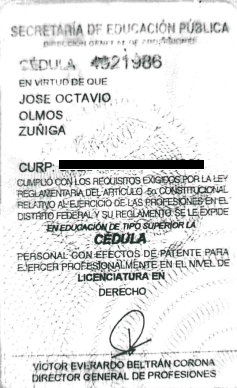 SECRETARÍA DE EDUCACIÓN PÚBLICA
DIRECCIÓN GENERAL DE PROFESIONES
CÉDULA 4921986
EN VIRTUD DE QUE
JOSE OCTAVIO
OLMOS
ZUÑIGA
CURP:
CUMPLIO CON LOS REQUISITOS EXIGIDOS POR LA LEY
REGLAMENTARIA DEL ARTÍCULO 5o. CONSTITUCIONAL
RELATIVO AL EJERCICIO DE LAS PROFESIONES EN EL
DISTRITO FEDERAL Y SU REGLAMENTO SE LE EXPIDE
EN EDUCACIÓN DE TIPO SUPERIOR LA
CÉDULA
PERSONAL CON EFECTOS DE PATENTE PARA
EJERCER PROFESIONALMENTE EN EL NIVEL DE
LICENCIATURA EN
DERECHO
VICTOR EVERARDO BELTRÁN CORONA
DIRECTOR GENERAL DE PROFESIONES